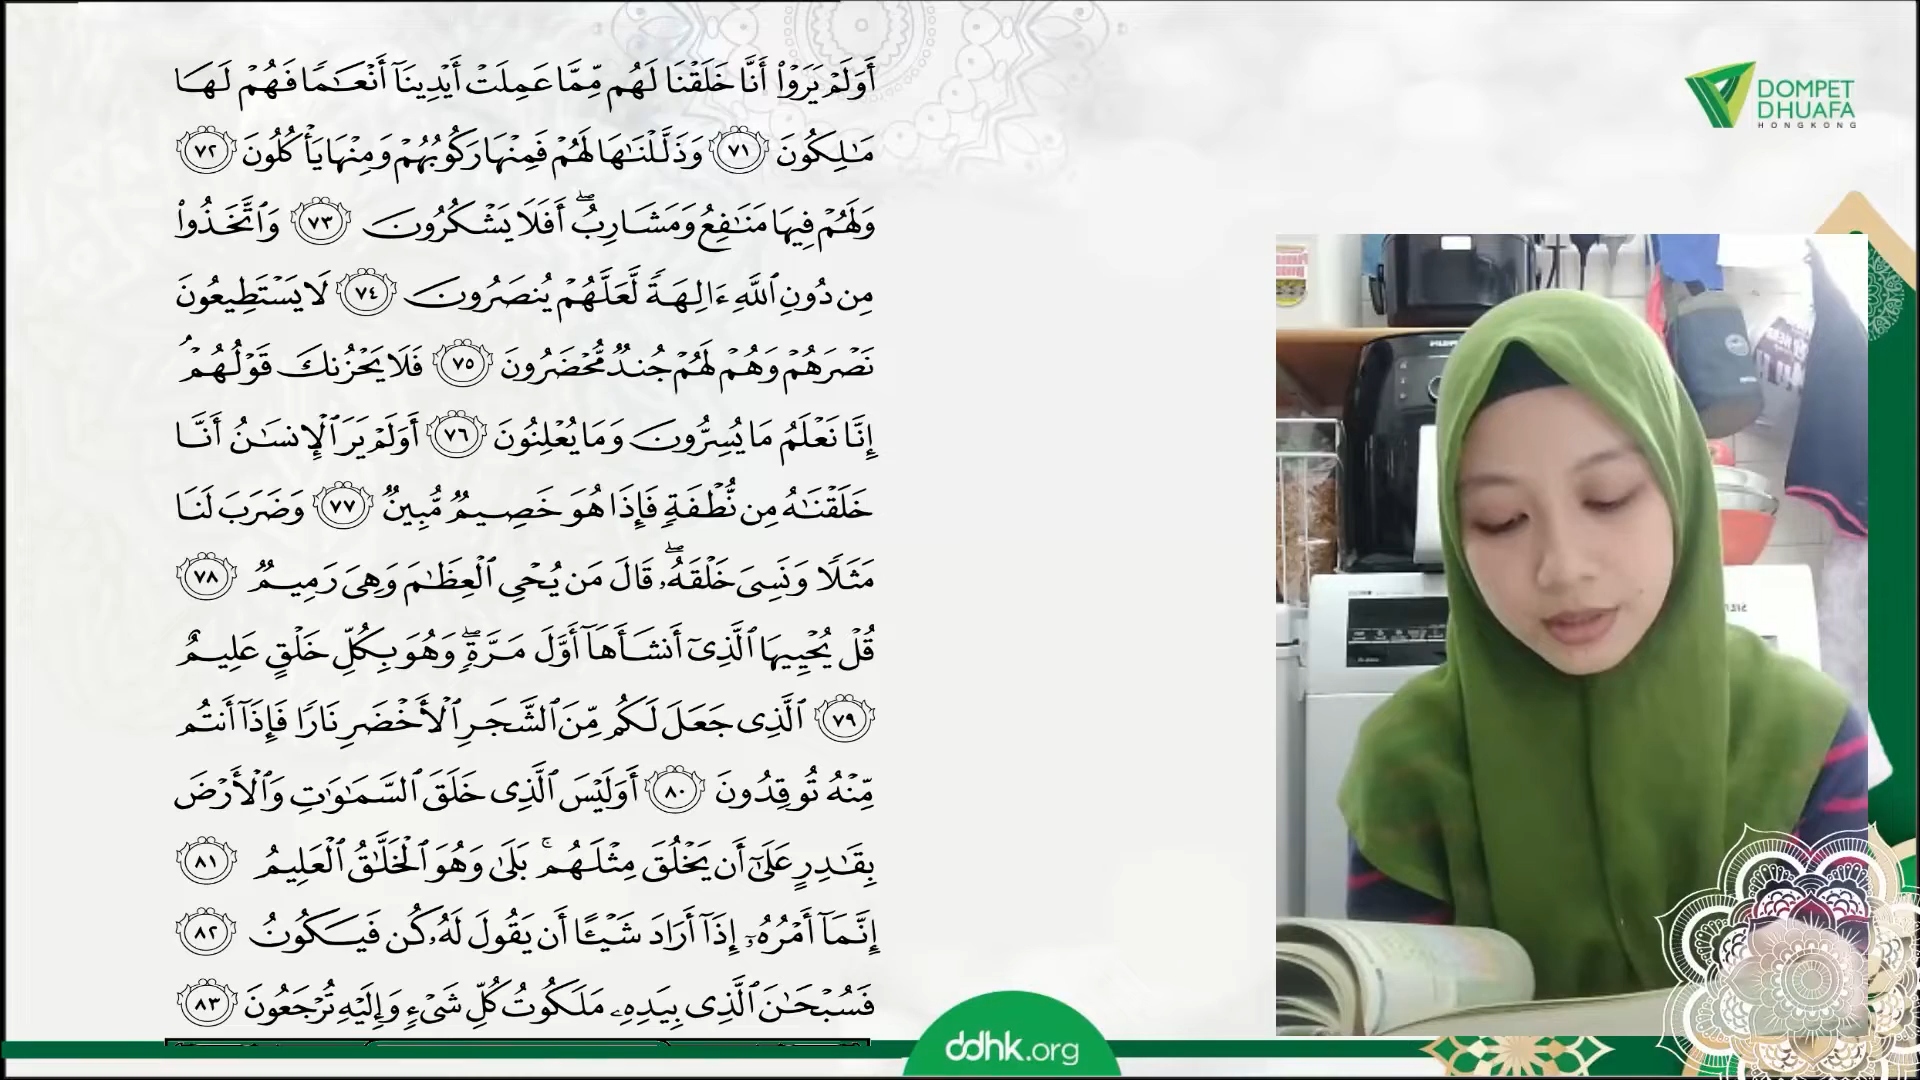 أَوَلَمْ يَرَوْا۟ أَنَّا خَلَقْنَا لَهُم مِّمَّا عَمِلَتْ أَيْدِينَآ أَنْعَـٰمًا فَهُمْ لَهَا
مَـٰلِكُونَ ٧١ وَذَلَّلْنَـٰهَا لَهُمْ فَمِنْهَا رَكُوبُهُمْ وَمِنْهَا يَأْكُلُونَ ٧٢
وَلَهُمْ فِيهَا مَنَـٰفِعُ وَمَشَارِبُ ۖ أَفَلَا يَشْكُرُونَ ٧٣ وَٱتَّخَذُوا۟
مِن دُونِ ٱللَّهِ ءَالِهَةً لَّعَلَّهُمْ يُنصَرُونَ ٧٤ لَا يَسْتَطِيعُونَ
نَصْرَهُمْ وَهُمْ لَهُمْ جُندٌ مُّحْضَرُونَ ٧٥ فَلَا يَحْزُنكَ قَوْلُهُمْ ۘ
إِنَّا نَعْلَمُ مَا يُسِرُّونَ وَمَا يُعْلِنُونَ ٧٦ أَوَلَمْ يَرَ ٱلْإِنسَـٰنُ أَنَّا
خَلَقْنَـٰهُ مِن نُّطْفَةٍ فَإِذَا هُوَ خَصِيمٌ مُّبِينٌ ٧٧ وَضَرَبَ لَنَا
مَثَلًا وَنَسِىَ خَلْقَهُۥ ۖ قَالَ مَن يُحْىِ ٱلْعِظَـٰمَ وَهِىَ رَمِيمٌ ٧٨
قُلْ يُحْيِيهَا ٱلَّذِىٓ أَنشَأَهَآ أَوَّلَ مَرَّةٍ ۖ وَهُوَ بِكُلِّ خَلْقٍ عَلِيمٌ
٧٩ ٱلَّذِى جَعَلَ لَكُم مِّنَ ٱلشَّجَرِ ٱلْأَخْضَرِ نَارًا فَإِذَآ أَنتُم
مِّنْهُ تُوقِدُونَ ٨٠ أَوَلَيْسَ ٱلَّذِى خَلَقَ ٱلسَّمَـٰوَٰتِ وَٱلْأَرْضَ
بِقَـٰدِرٍ عَلَىٰٓ أَن يَخْلُقَ مِثْلَهُم ۚ بَلَىٰ وَهُوَ ٱلْخَلَّـٰقُ ٱلْعَلِيمُ ٨١
إِنَّمَآ أَمْرُهُۥٓ إِذَآ أَرَادَ شَيْـًٔا أَن يَقُولَ لَهُۥ كُن فَيَكُونُ ٨٢
فَسُبْحَـٰنَ ٱلَّذِى بِيَدِهِۦ مَلَكُوتُ كُلِّ شَىْءٍ وَإِلَيْهِ تُرْجَعُونَ ٨٣
DOMPET
DHUAFA
HONGKONG
ddhk.org